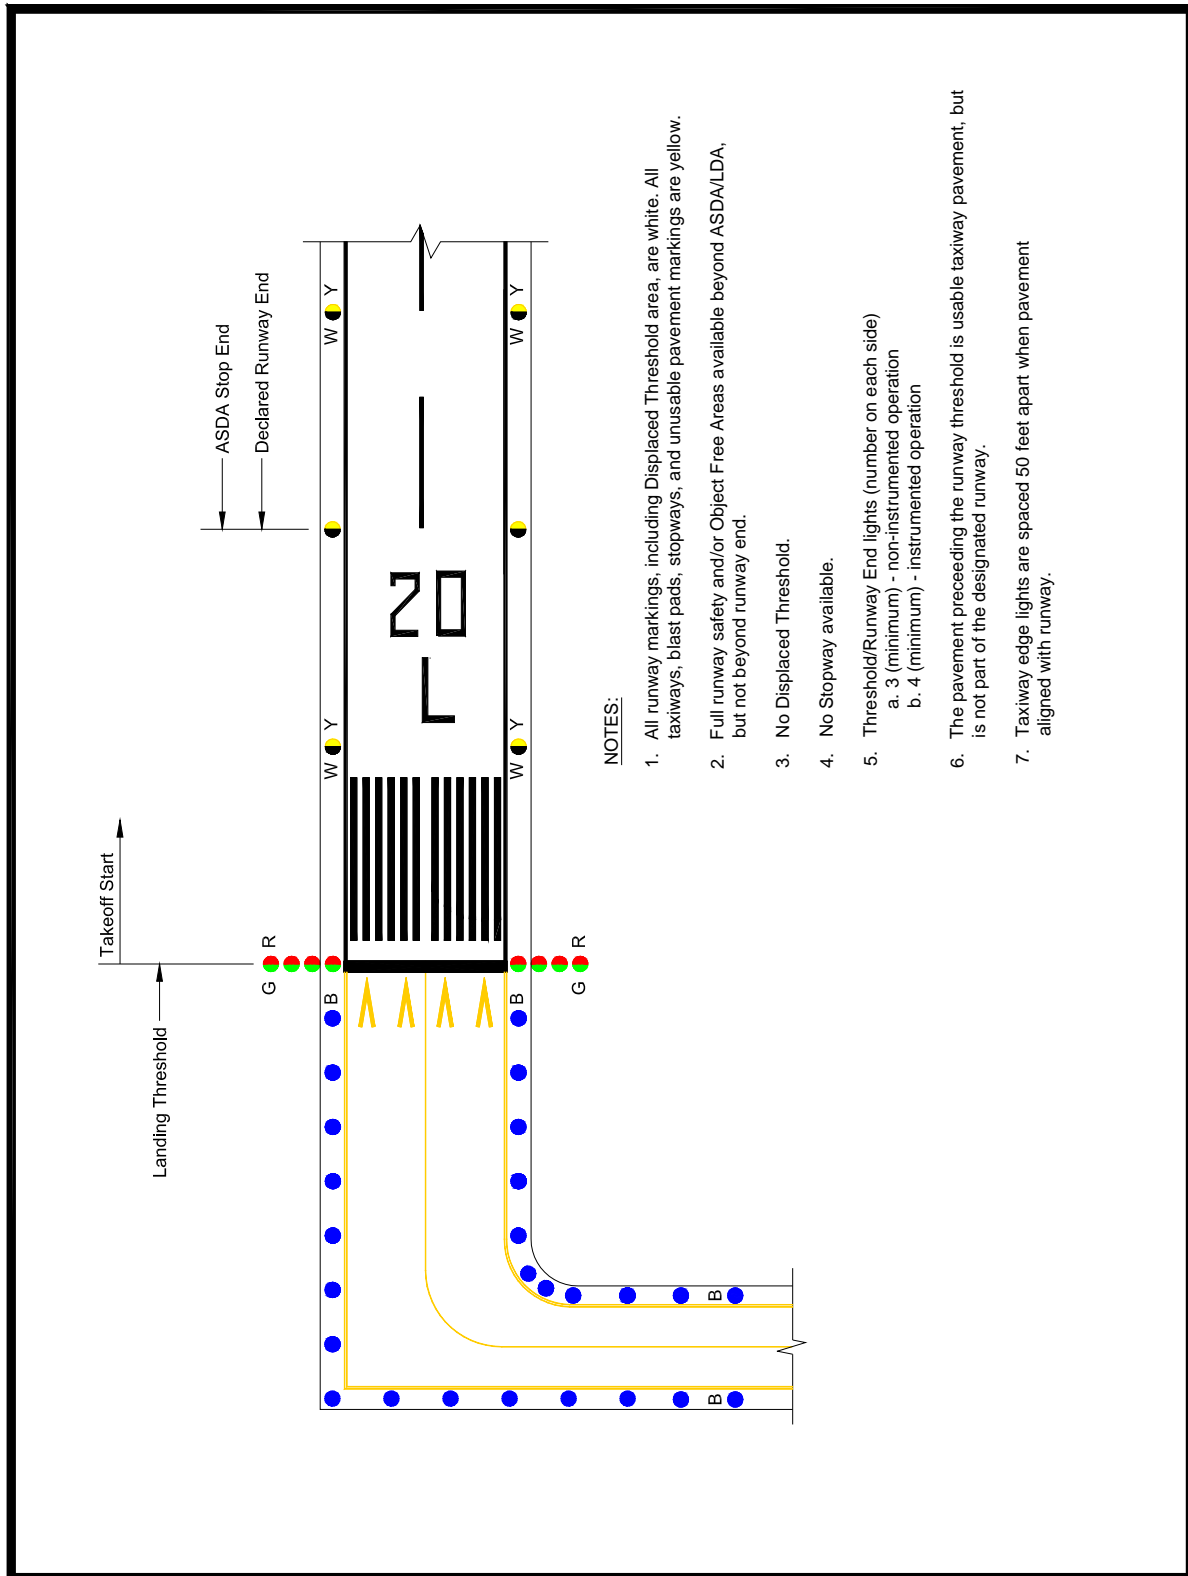 ASDA Stop End
Declared Runway End
Takeoff Start
Landing Threshold
G R
B
W Y
W Y
20
L
B
G R
W Y
W Y
B
B
NOTES:
1. All runway markings, including Displaced Threshold area, are white. All
taxiways, blast pads, stopways, and unusable pavement markings are yellow.
2. Full runway safety and/or Object Free Areas available beyond ASDA/LDA,
but not beyond runway end.
3. No Displaced Threshold.
4. No Stopway available.
5. Threshold/Runway End lights (number on each side)
a. 3 (minimum) - non-instrumented operation
b. 4 (minimum) - instrumented operation
6. The pavement preceeding the runway threshold is usable taxiway pavement, but
is not part of the designated runway.
7. Taxiway edge lights are spaced 50 feet apart when pavement
aligned with runway.